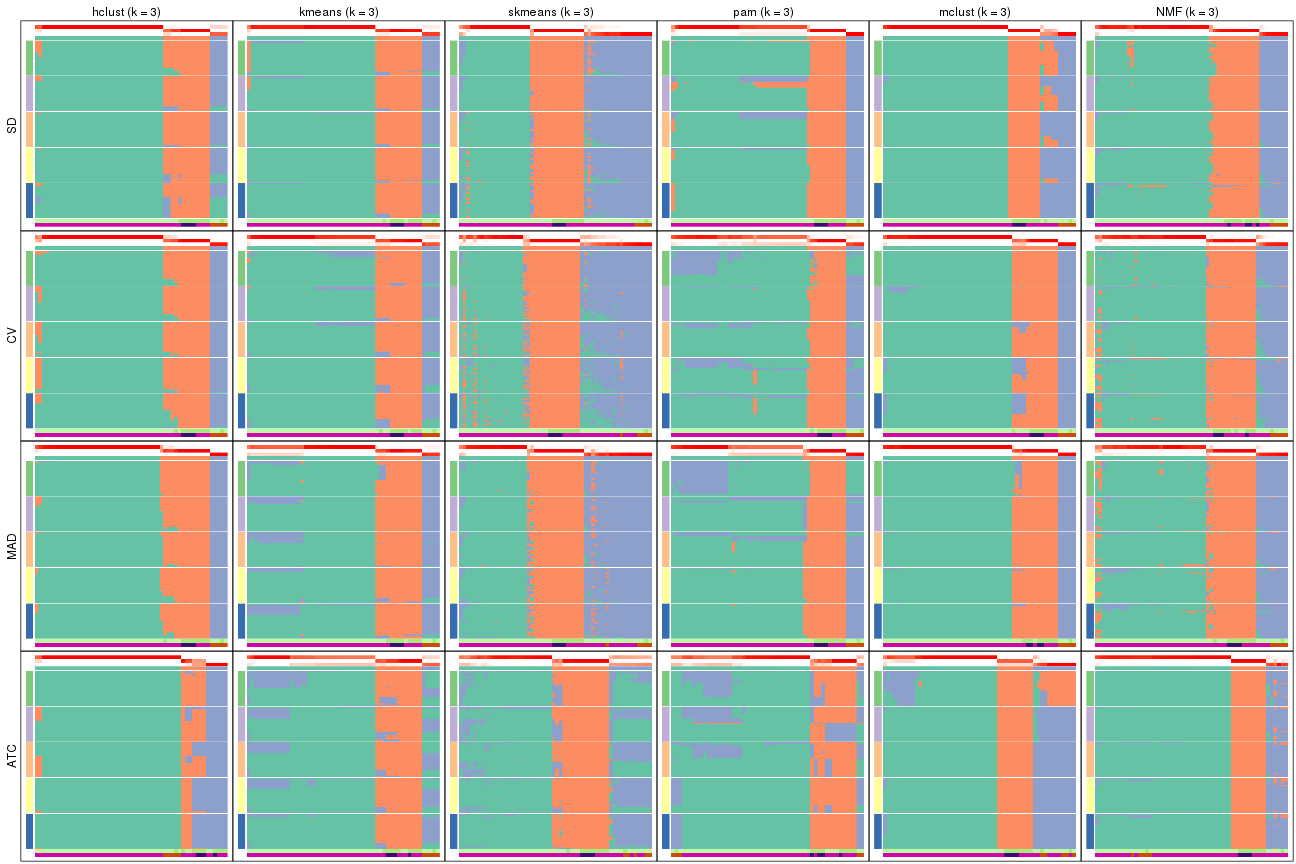 hclust (k = 3)
kmeans (k = 3)
skmeans (k = 3)
pam (k = 3)
mclust (k = 3)
NMF (k = 3)
SD
CV
MAD
ATC